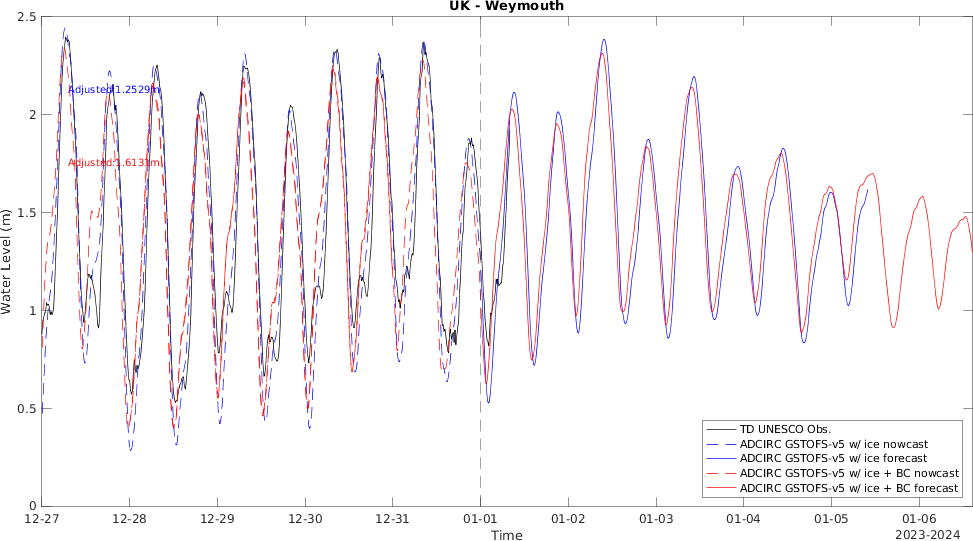 UK - Weymouth
2.5
2
1.5
1
0.5
0
Water Level (m)
Adjusted:1.2529m
Adjusted:1.6131m
TD UNESCO Obs.
ADCIRC GSTOFS-v5 w/ ice nowcast
ADCIRC GSTOFS-v5 w/ ice forecast
ADCIRC GSTOFS-v5 w/ ice + BC nowcast
ADCIRC GSTOFS-v5 w/ ice + BC forecast
12-27 12-28 12-29 12-30 12-31 01-01 01-02 01-03 01-04 01-05 01-06
Time
2023-2024